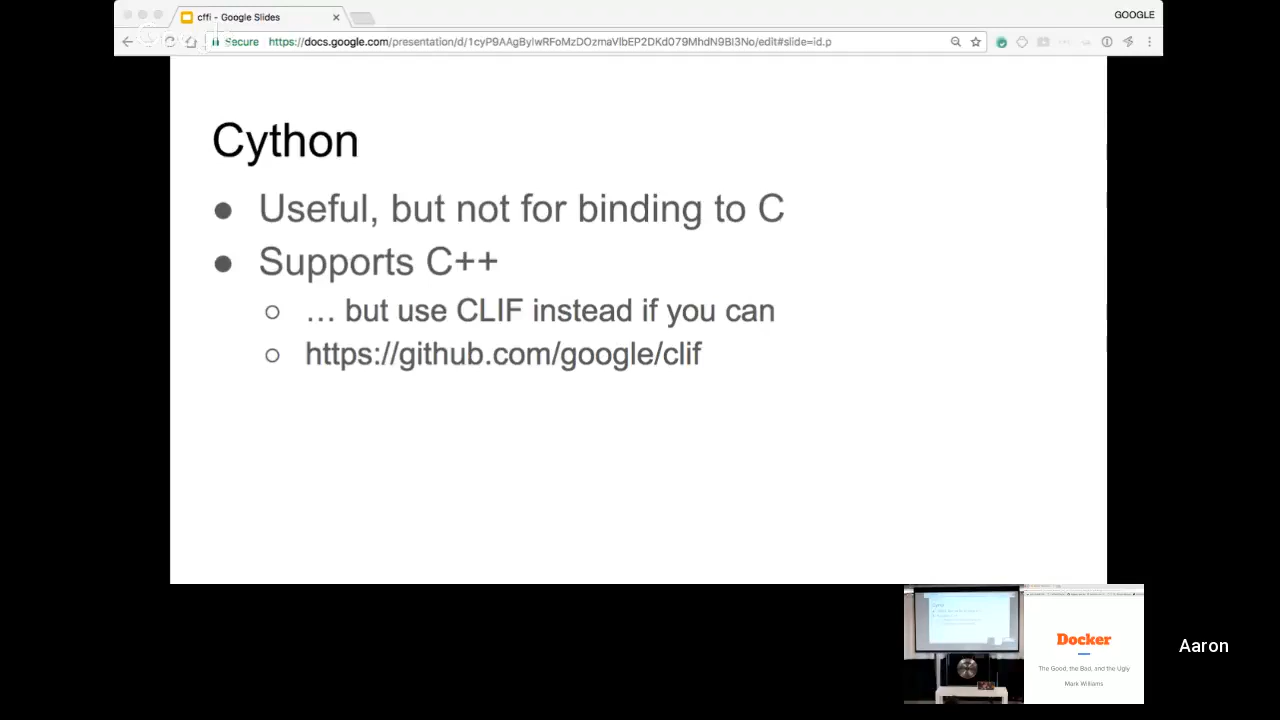 cffi - Google Slides
GOOGLE
Secure
https://docs.google.com/presentation/d/1cyP9AAgBylwRFoMzDOzmaVlbEP2DKd079MhdN9BI3No/edit#slide=id.p
Cython
● Useful, but not for binding to C
● Supports C++
○ … but use CLIF instead if you can
○ https://github.com/google/clif
Docker
The Good, the Bad, and the Ugly
Mark Williams
Aaron